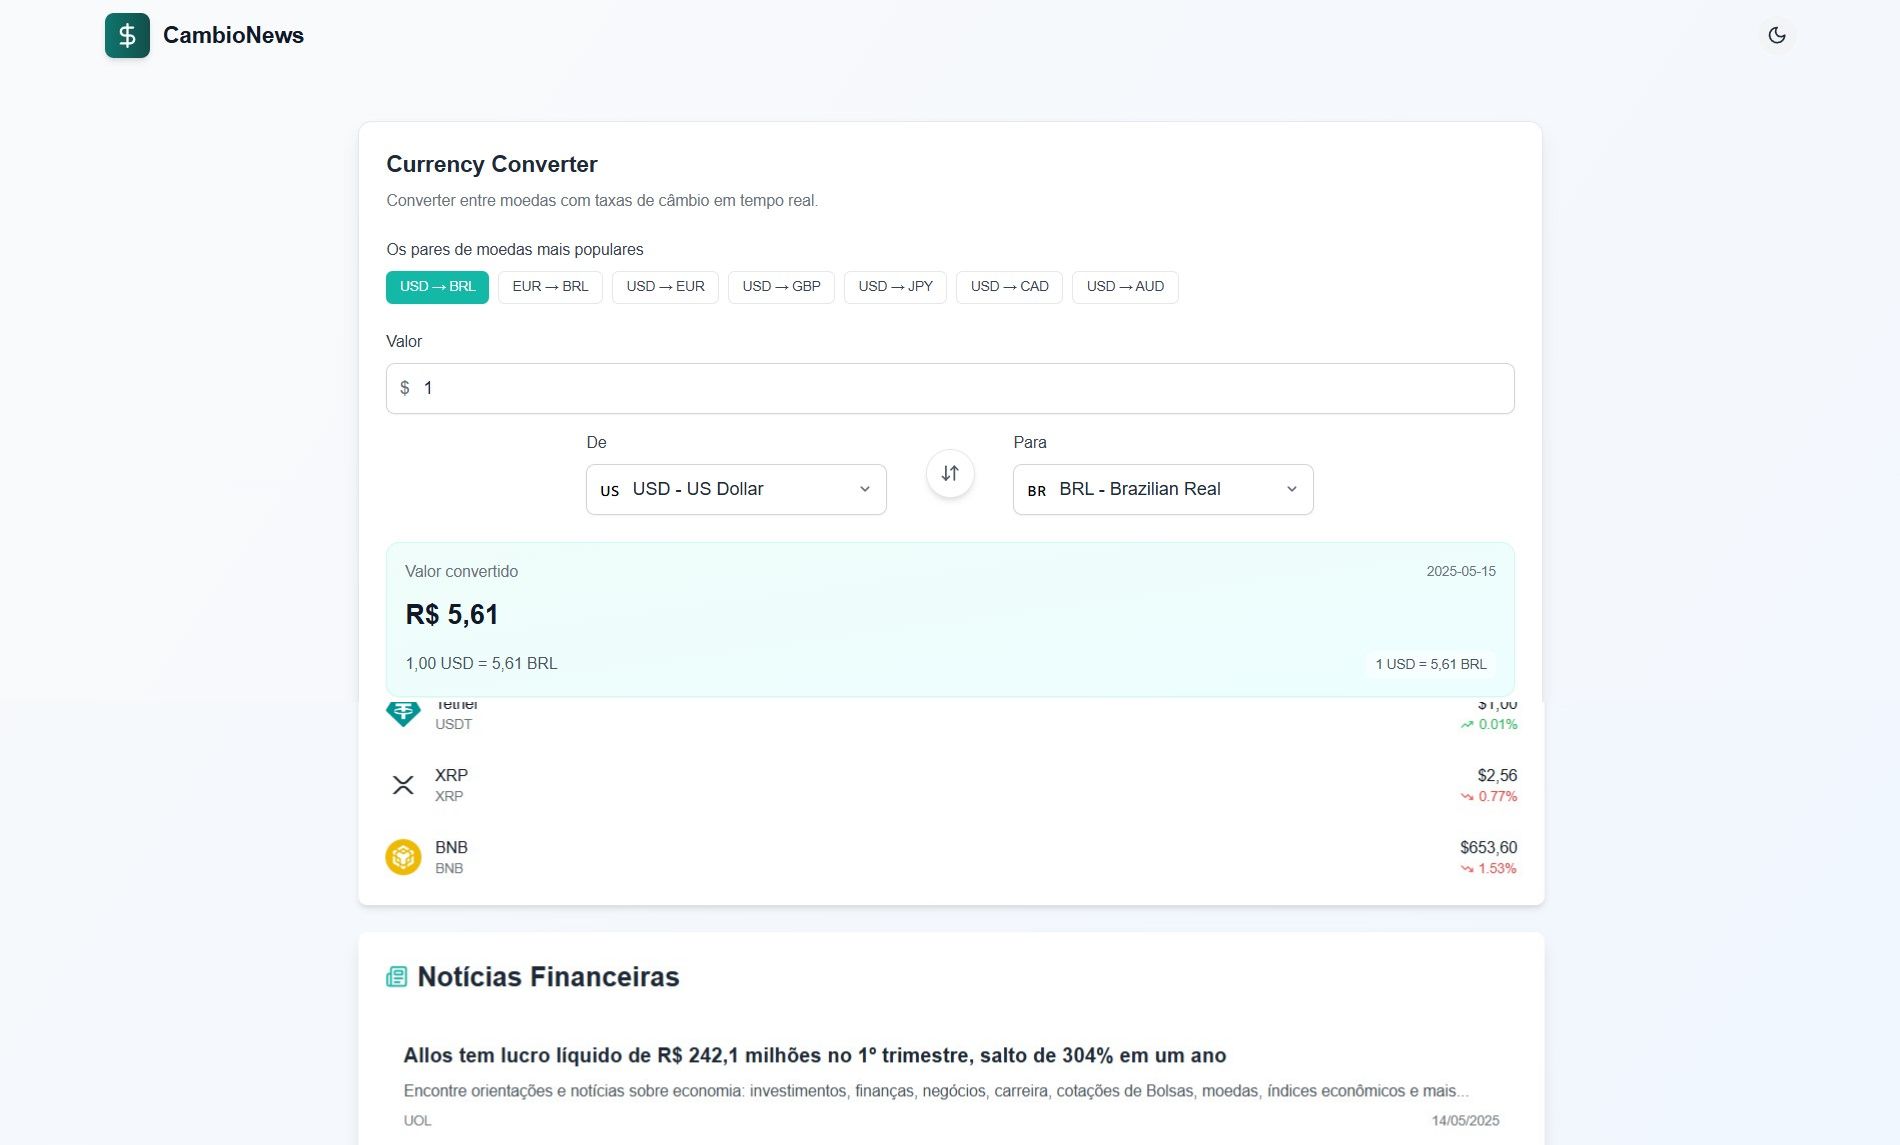 $ CambioNews
Currency Converter
Converter entre moedas com taxas de câmbio em tempo real.
Os pares de moedas mais populares
USD → BRL EUR → BRL USD → EUR USD → GBP USD → JPY USD → CAD USD → AUD
Valor
$ 1
De Para
US USD - US Dollar BR BRL - Brazilian Real
Valor convertido 2025-05-15
R$ 5,61
1,00 USD = 5,61 BRL 1 USD = 5,61 BRL
Tether $1,00
USDT 0.01%
XRP $2,56
XRP 0.77%
BNB $653,60
BNB 1.53%
Notícias Financeiras
Allos tem lucro líquido de R$ 242,1 milhões no 1º trimestre, salto de 304% em um ano
Encontre orientações e notícias sobre economia: investimentos, finanças, negócios, carreira, cotações de Bolsas, moedas, índices econômicos e mais...
UOL 14/05/2025